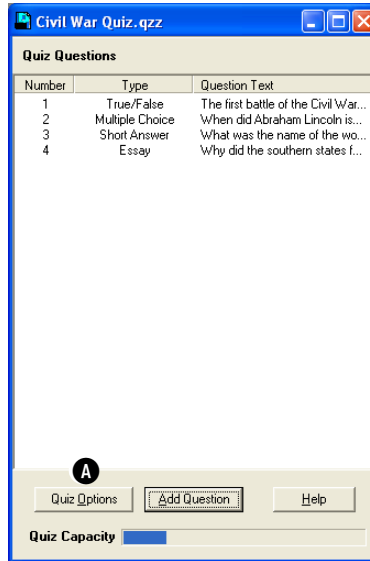 Civil War Quiz.qzz
Quiz Questions
Number Type Question Text
1 True/False The first battle of the Civil War...
2 Multiple Choice When did Abraham Lincoln is...
3 Short Answer What was the name of the wo...
4 Essay Why did the southern states f...
A
Quiz Options Add Question Help
Quiz Capacity